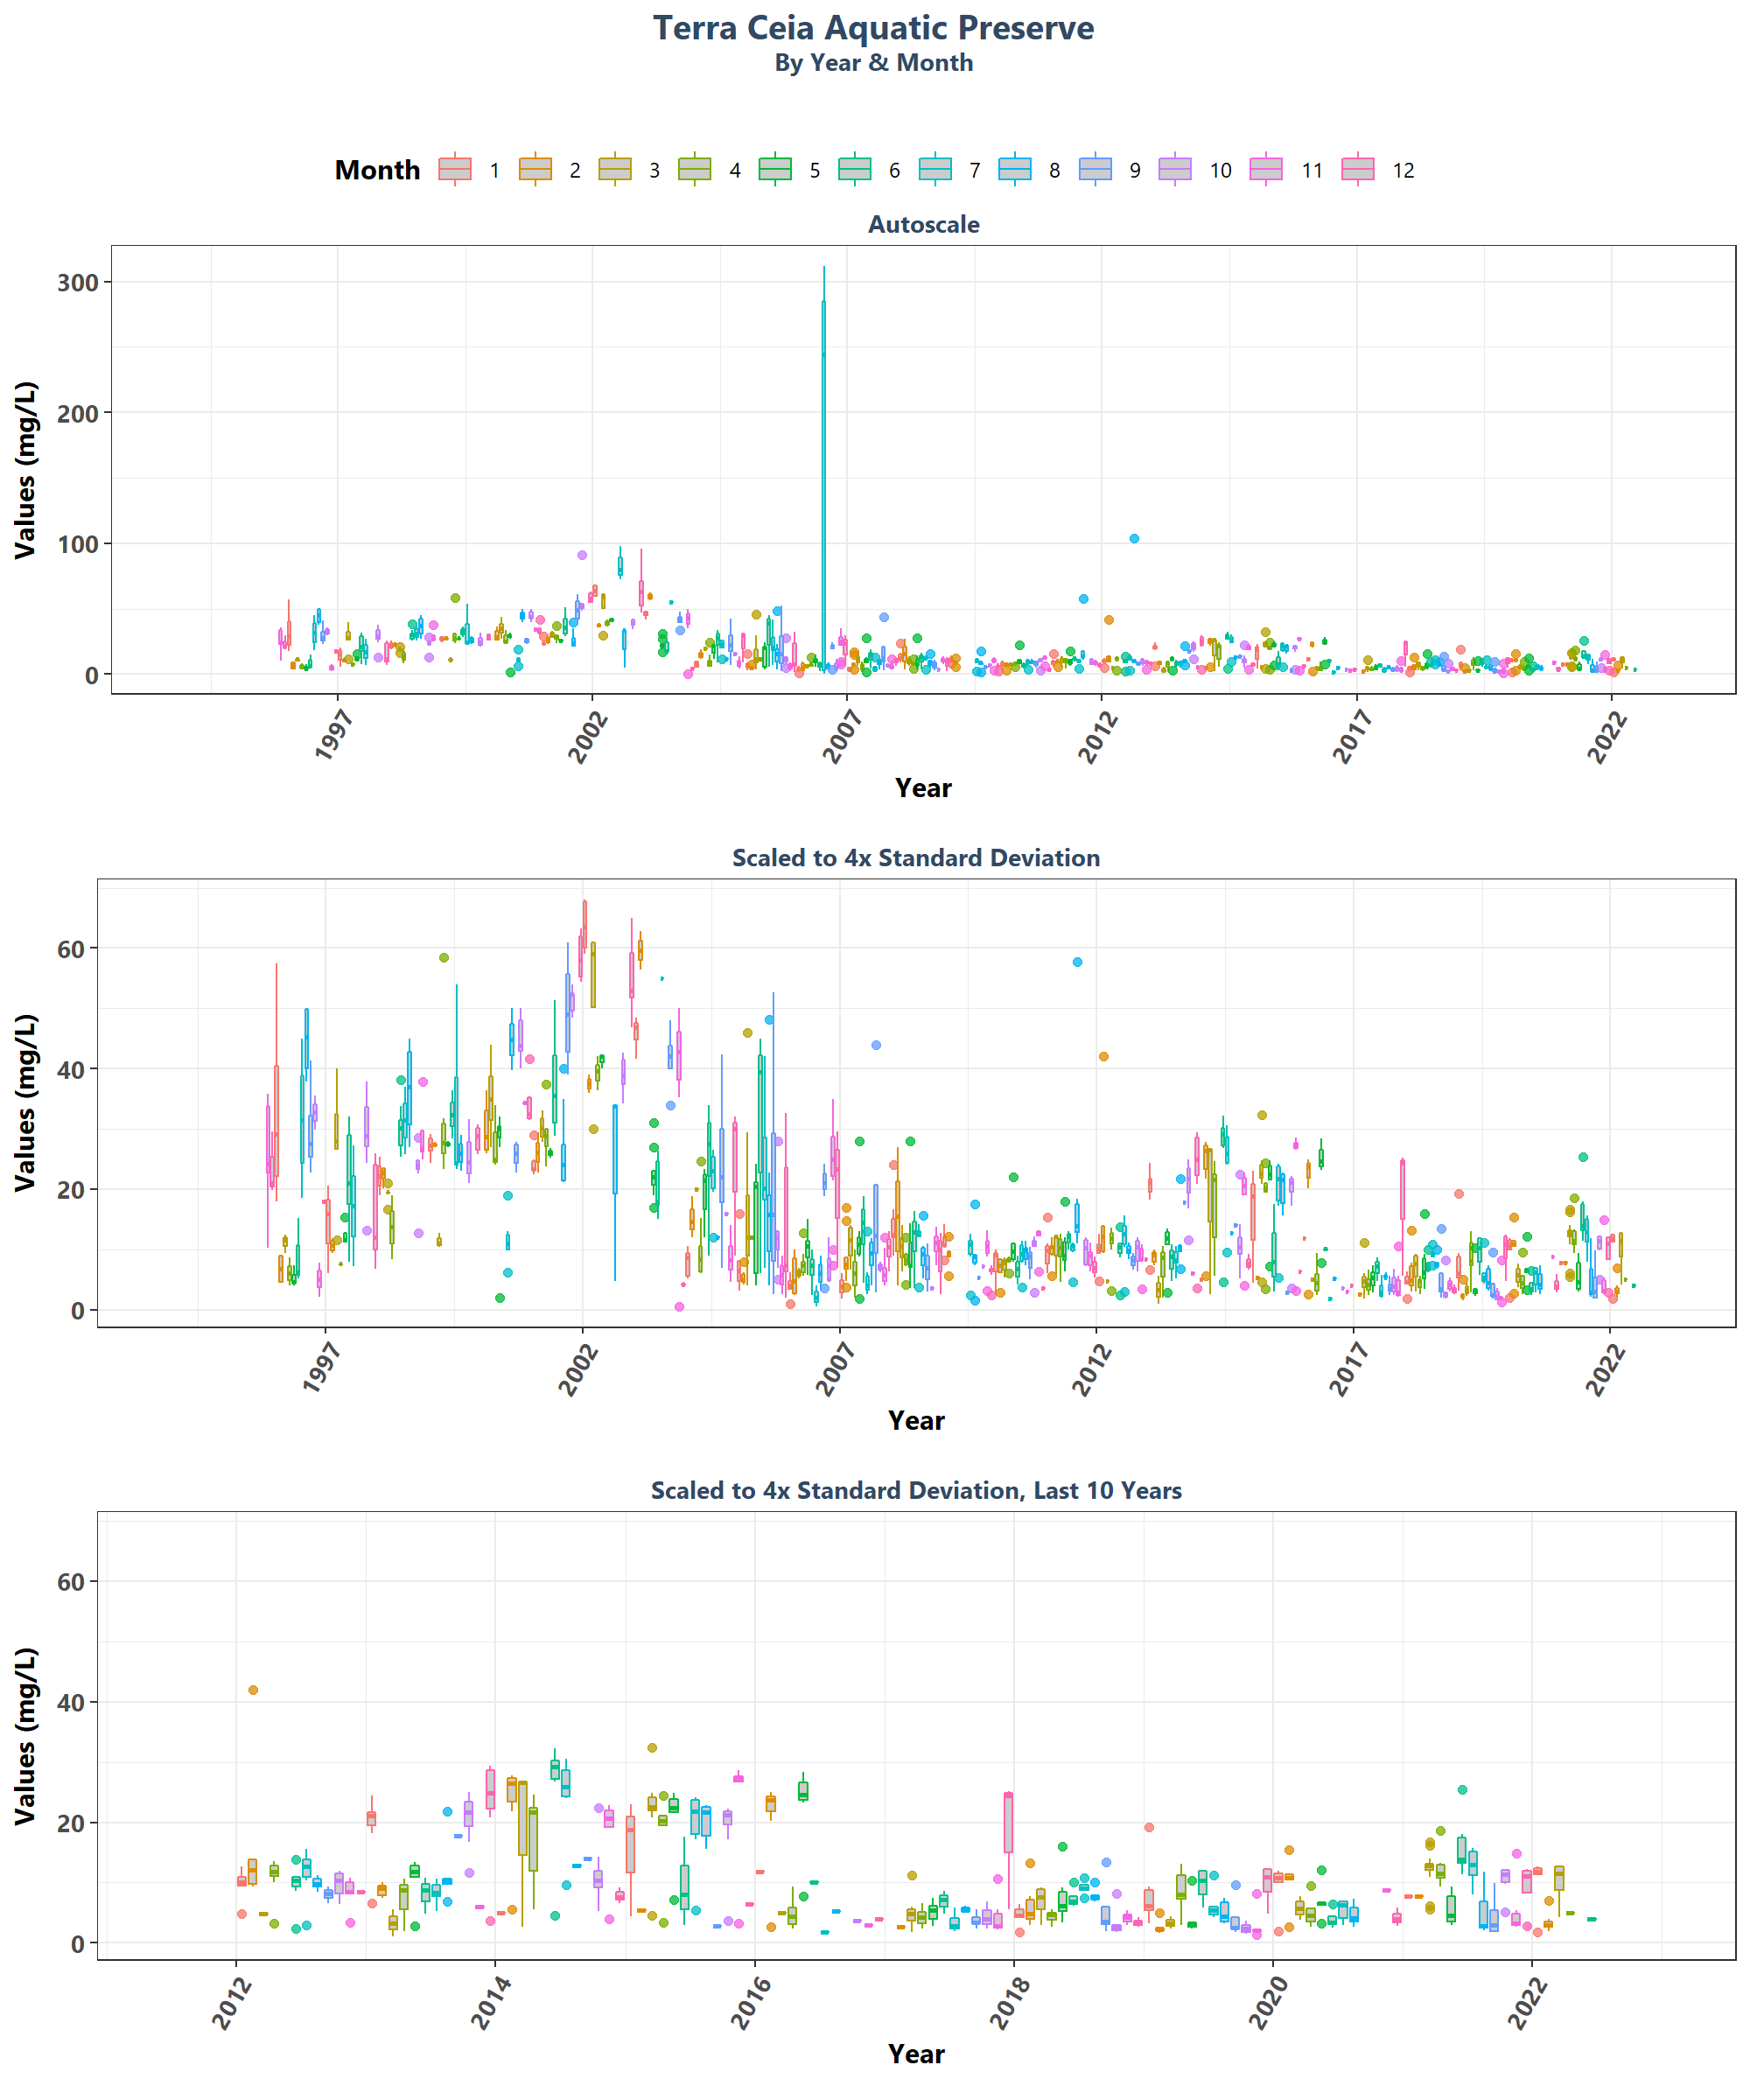 Terra Ceia Aquatic Preserve
By Year & Month
Month 1 2 3 4 5 6 7 8 9 10 11 12
Autoscale
Values (mg/L)
300
200
100
0
1997 2002 2007 2012 2017 2022
Year
Scaled to 4x Standard Deviation
Values (mg/L)
60
40
20
0
1997 2002 2007 2012 2017 2022
Year
Scaled to 4x Standard Deviation, Last 10 Years
Values (mg/L)
60
40
20
0
2012 2014 2016 2018 2020 2022
Year